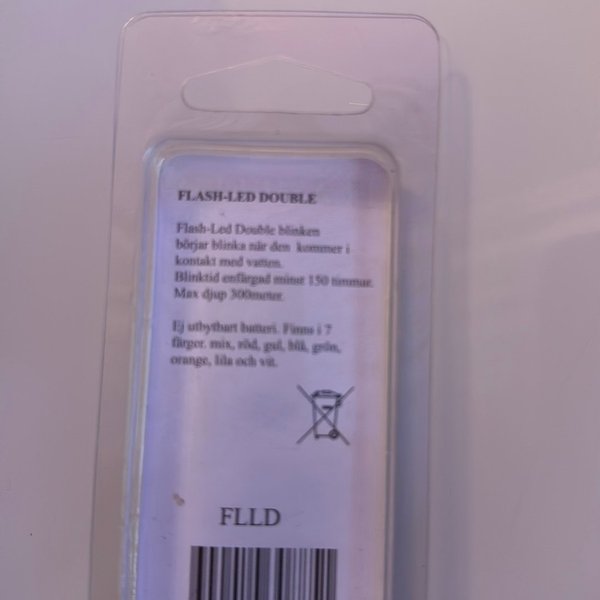 FLASH-LED DOUBLE
Flash-Led Double blinken
börjar blinka när den kommer i
kontakt med vatten.
Blinktid enfärgad minst 150 timmar.
Max djup 300meter.
Ej utbytbart batteri. Finns i 7
färger. mix, röd, gul, blå, grön,
orange, lila och vit.
FLLD